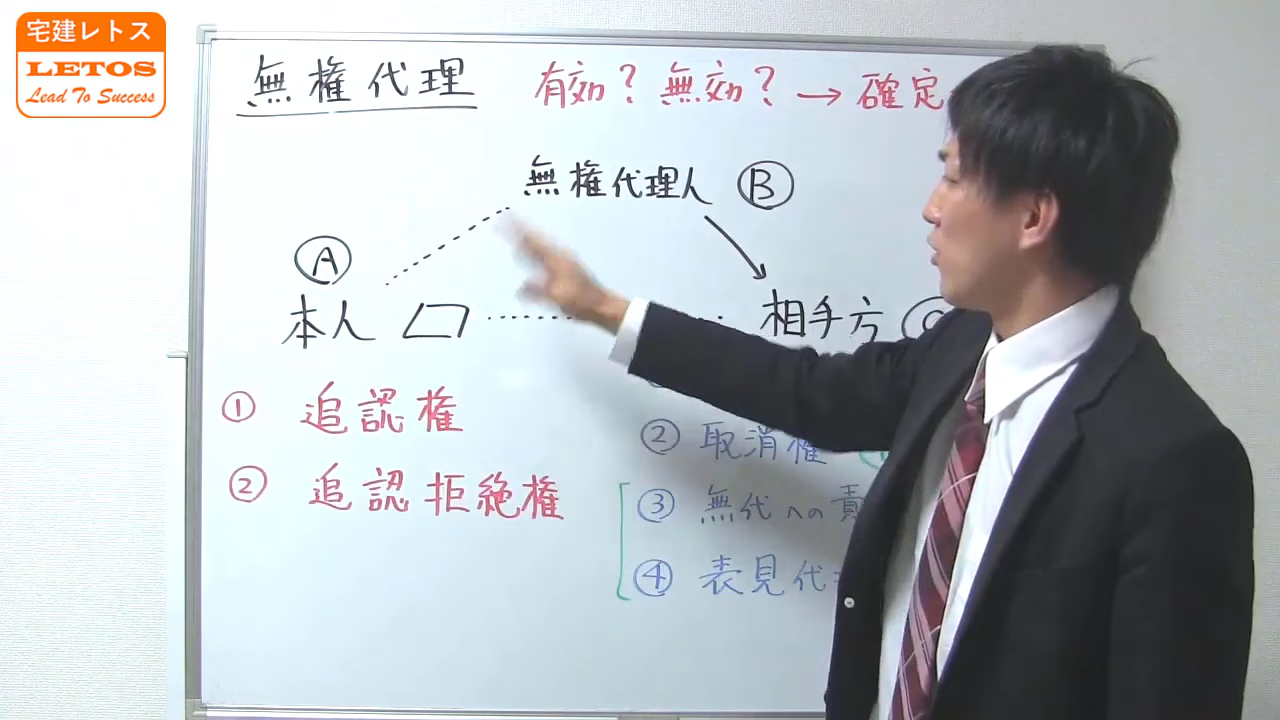 宅建レトス
LETOS
Lead To Success
無権代理 有効?無効?→確定
無権代理人 Ⓑ
Ⓐ
本人
相手方 Ⓒ
① 追認権
② 追認拒絶権
② 取消権
③ 無代への責
④ 表見代